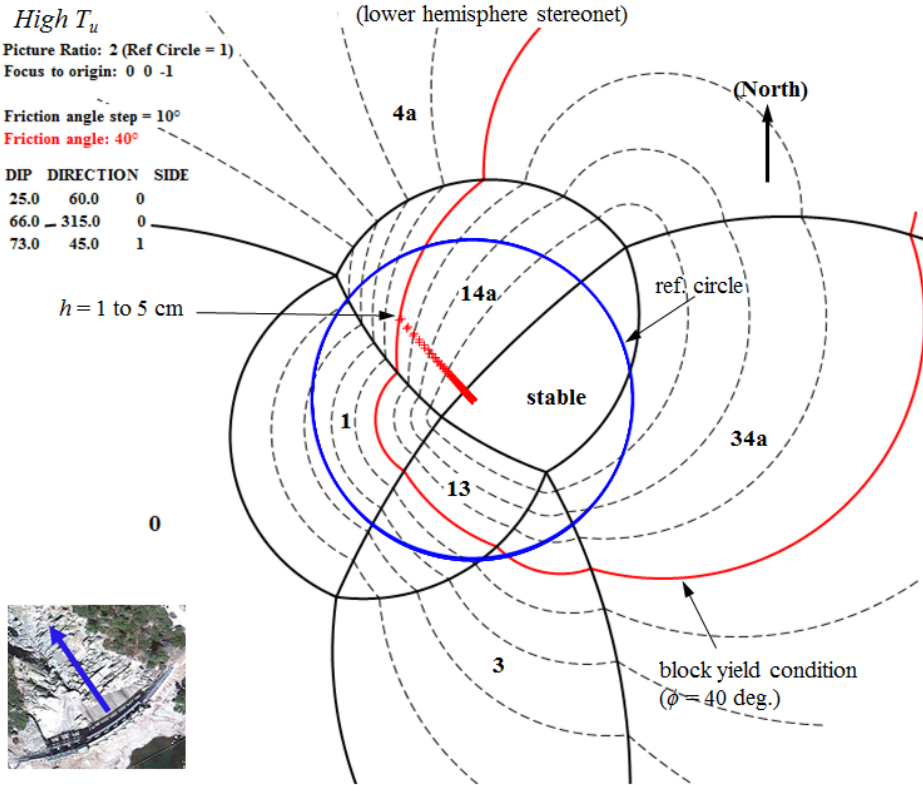 High Tu
(lower hemisphere stereonet)
Picture Ratio: 2 (Ref Circle = 1)
Focus to origin: 0 0 -1
Friction angle step = 10°
Friction angle: 40°
DIP DIRECTION SIDE
25.0 60.0 0
66.0 315.0 0
73.0 45.0 1
4a
(North)
14a
ref. circle
h = 1 to 5 cm
stable
1
34a
13
0
3
block yield condition
(ϕ = 40 deg.)